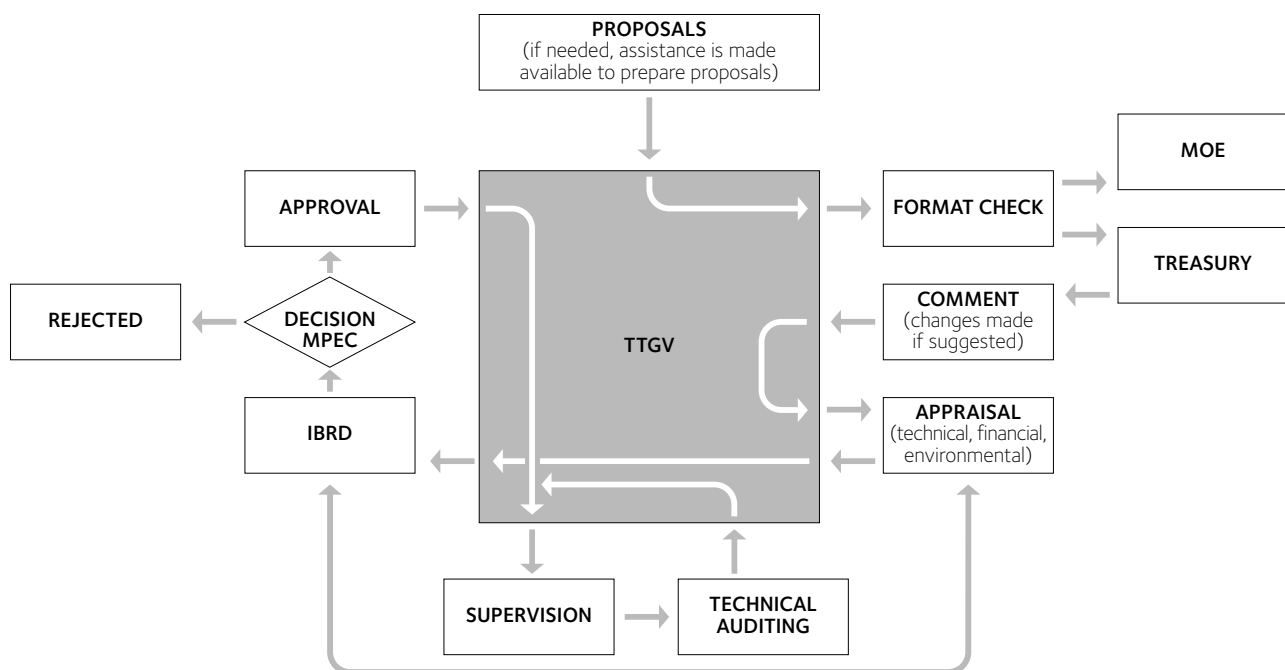 PROPOSALS
(if needed, assistance is made
available to prepare proposals)
MOE
APPROVAL
FORMAT CHECK
TREASURY
REJECTED
DECISION
MPEC
TTGV
COMMENT
(changes made
if suggested)
IBRD
APPRAISAL
(technical, financial,
environmental)
SUPERVISION
TECHNICAL
AUDITING